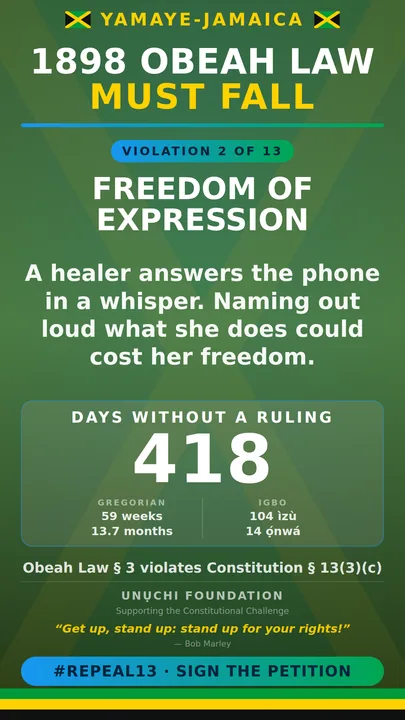 YAMAYE-JAMAICA
1898 OBEAH LAW
MUST FALL
VIOLATION 2 OF 13
FREEDOM OF
EXPRESSION
A healer answers the phone
in a whisper. Naming out
loud what she does could
cost her freedom.
DAYS WITHOUT A RULING
418
GREGORIAN
59 weeks
13.7 months
IGBO
104 ìzù
14 ọ́nwá
Obeah Law § 3 violates Constitution § 13(3)(c)
UNỤCHI FOUNDATION
Supporting the Constitutional Challenge
“Get up, stand up: stand up for your rights!”
— Bob Marley
#REPEAL13 · SIGN THE PETITION